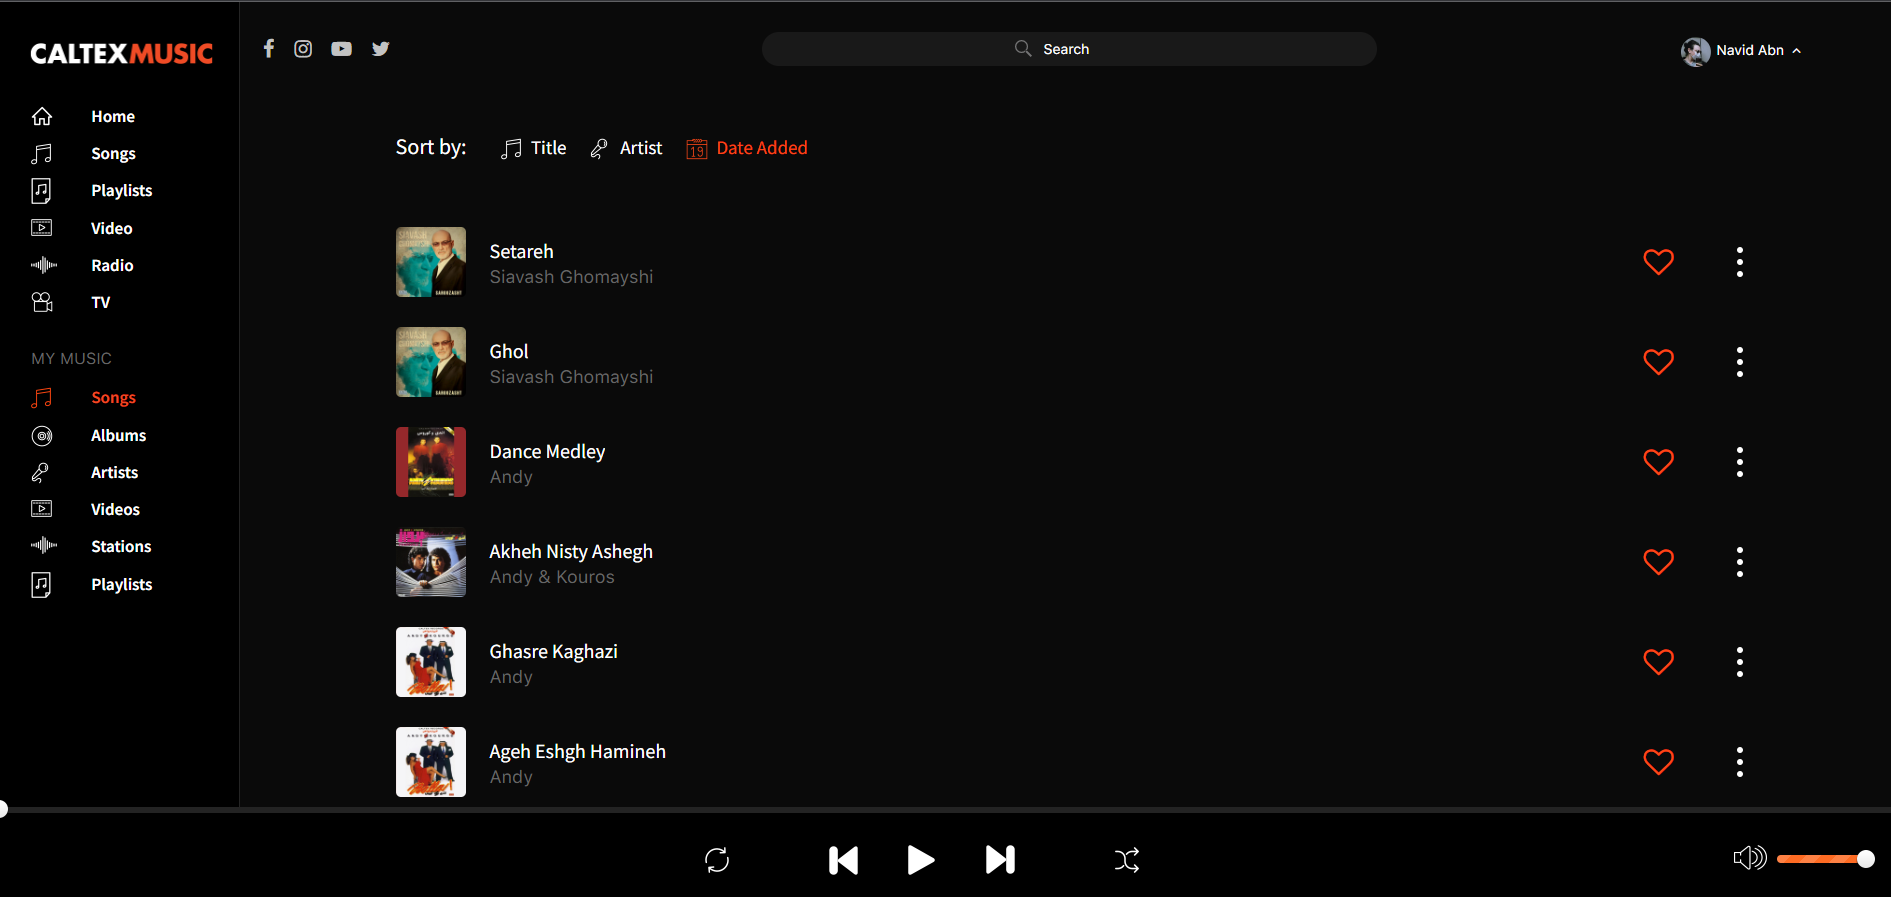 CALTEXMUSIC
Search
Navid Abn
Home
Songs
Playlists
Video
Radio
TV
MY MUSIC
Songs
Albums
Artists
Videos
Stations
Playlists
Sort by:
Title
Artist
19
Date Added
Setareh
Siavash Ghomayshi
Ghol
Siavash Ghomayshi
Dance Medley
Andy
Akheh Nisty Ashegh
Andy & Kouros
Ghasre Kaghazi
Andy
Ageh Eshgh Hamineh
Andy